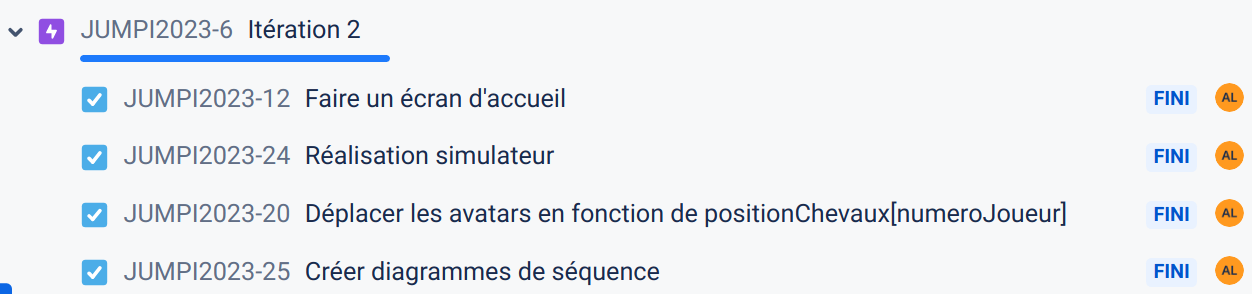 JUMPI2023-6 Itération 2
JUMPI2023-12 Faire un écran d'accueil FINI AL
JUMPI2023-24 Réalisation simulateur FINI AL
JUMPI2023-20 Déplacer les avatars en fonction de positionChevaux[numeroJoueur] FINI AL
JUMPI2023-25 Créer diagrammes de séquence FINI AL